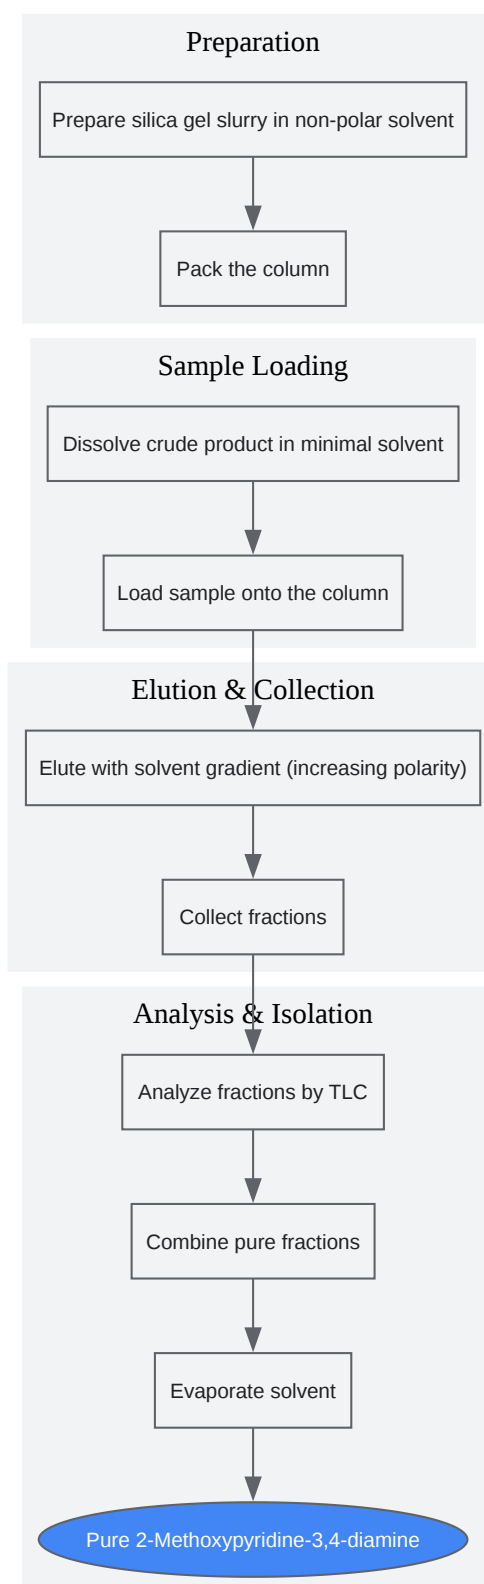 Preparation
Prepare silica gel slurry in non-polar solvent
Pack the column
Sample Loading
Dissolve crude product in minimal solvent
Load sample onto the column
Elution & Collection
Elute with solvent gradient (increasing polarity)
Collect fractions
Analysis & Isolation
Analyze fractions by TLC
Combine pure fractions
Evaporate solvent
Pure 2-Methoxypyridine-3,4-diamine